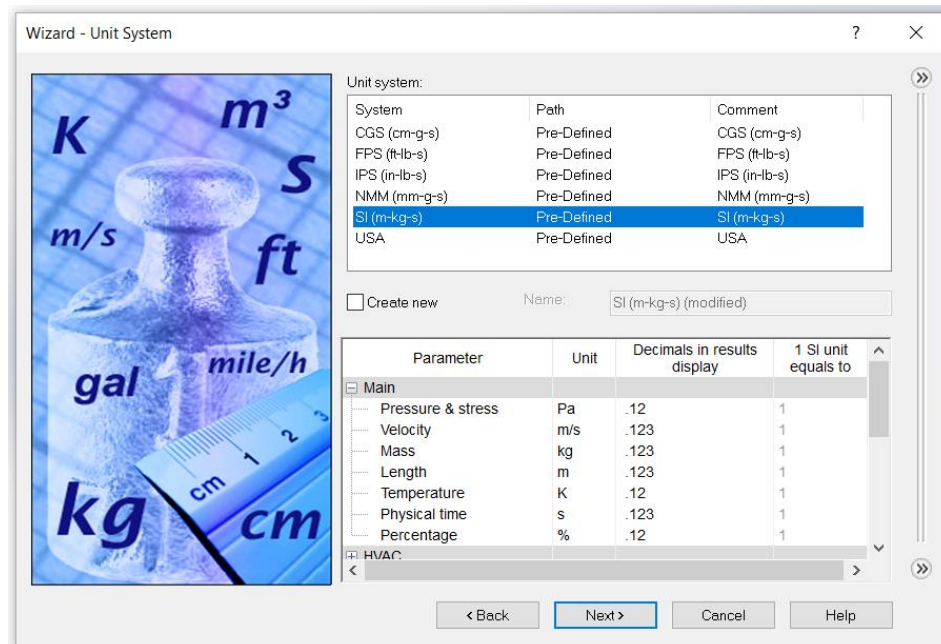 Wizard - Unit System ? ×
K
m³
s
m/s
ft
gal
mile/h
cm 1 2 3
kg
cm
Unit system:
System Path Comment
CGS (cm-g-s) Pre-Defined CGS (cm-g-s)
FPS (ft-lb-s) Pre-Defined FPS (ft-lb-s)
IPS (in-lb-s) Pre-Defined IPS (in-lb-s)
NMM (mm-g-s) Pre-Defined NMM (mm-g-s)
SI (m-kg-s) Pre-Defined SI (m-kg-s)
USA Pre-Defined USA
Create new Name: SI (m-kg-s) (modified)
Parameter Unit Decimals in results display 1 SI unit equals to
Main
Pressure & stress Pa .12 1
Velocity m/s .123 1
Mass kg .123 1
Length m .123 1
Temperature K .12 1
Physical time s .123 1
Percentage % .12 1
HVAC
< Back Next > Cancel Help